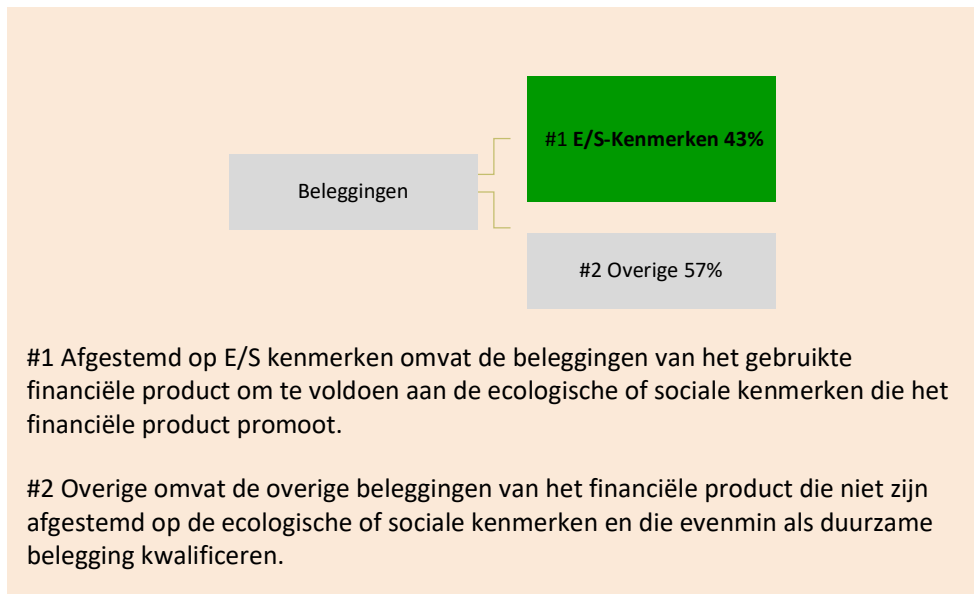 #1 E/S-Kenmerken 43%
Beleggingen
#2 Overige 57%
#1 Afgestemd op E/S kenmerken omvat de beleggingen van het gebruikte
financiële product om te voldoen aan de ecologische of sociale kenmerken die het
financiële product promoot.
#2 Overige omvat de overige beleggingen van het financiële product die niet zijn
afgestemd op de ecologische of sociale kenmerken en die evenmin als duurzame
belegging kwalificeren.